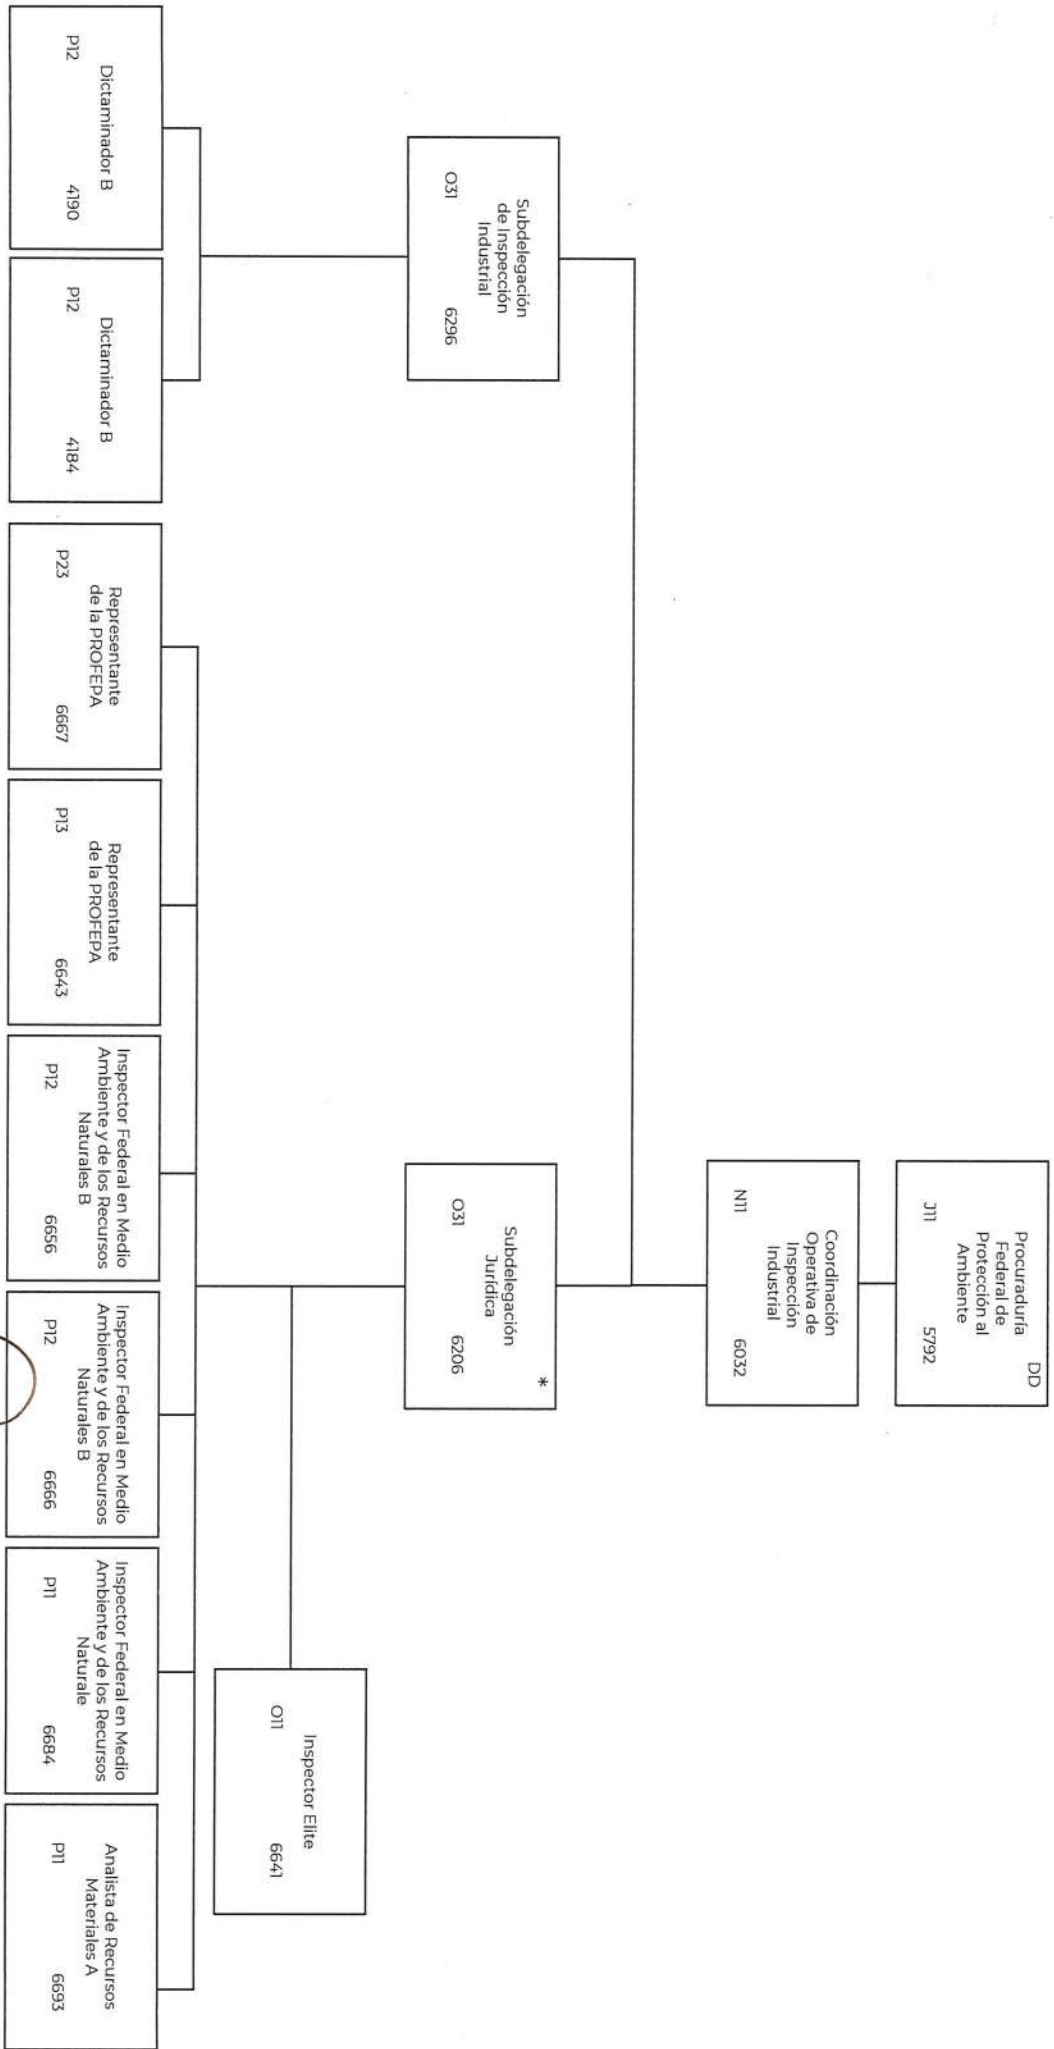 DD
Procuraduría
Federal de
Protección al
Ambiente
J11 5792
Coordinación
Operativa de
Inspección
Industrial
N11 6032
Subdelegación
de Inspección
Industrial
O31 6296
*
Subdelegación
Jurídica
O31 6206
Inspector Elite
O11 6641
Dictaminador B
P12 4190
Dictaminador B
P12 4184
Representante
de la PROFEPA
P23 6667
Representante
de la PROFEPA
P13 6643
Inspector Federal en Medio
Ambiente y de los Recursos
Naturales B
P12 6656
Inspector Federal en Medio
Ambiente y de los Recursos
Naturales B
P12 6666
Inspector Federal en Medio
Ambiente y de los Recursos
Naturale
P11 6684
Analista de Recursos
Materiales A
P11 6693